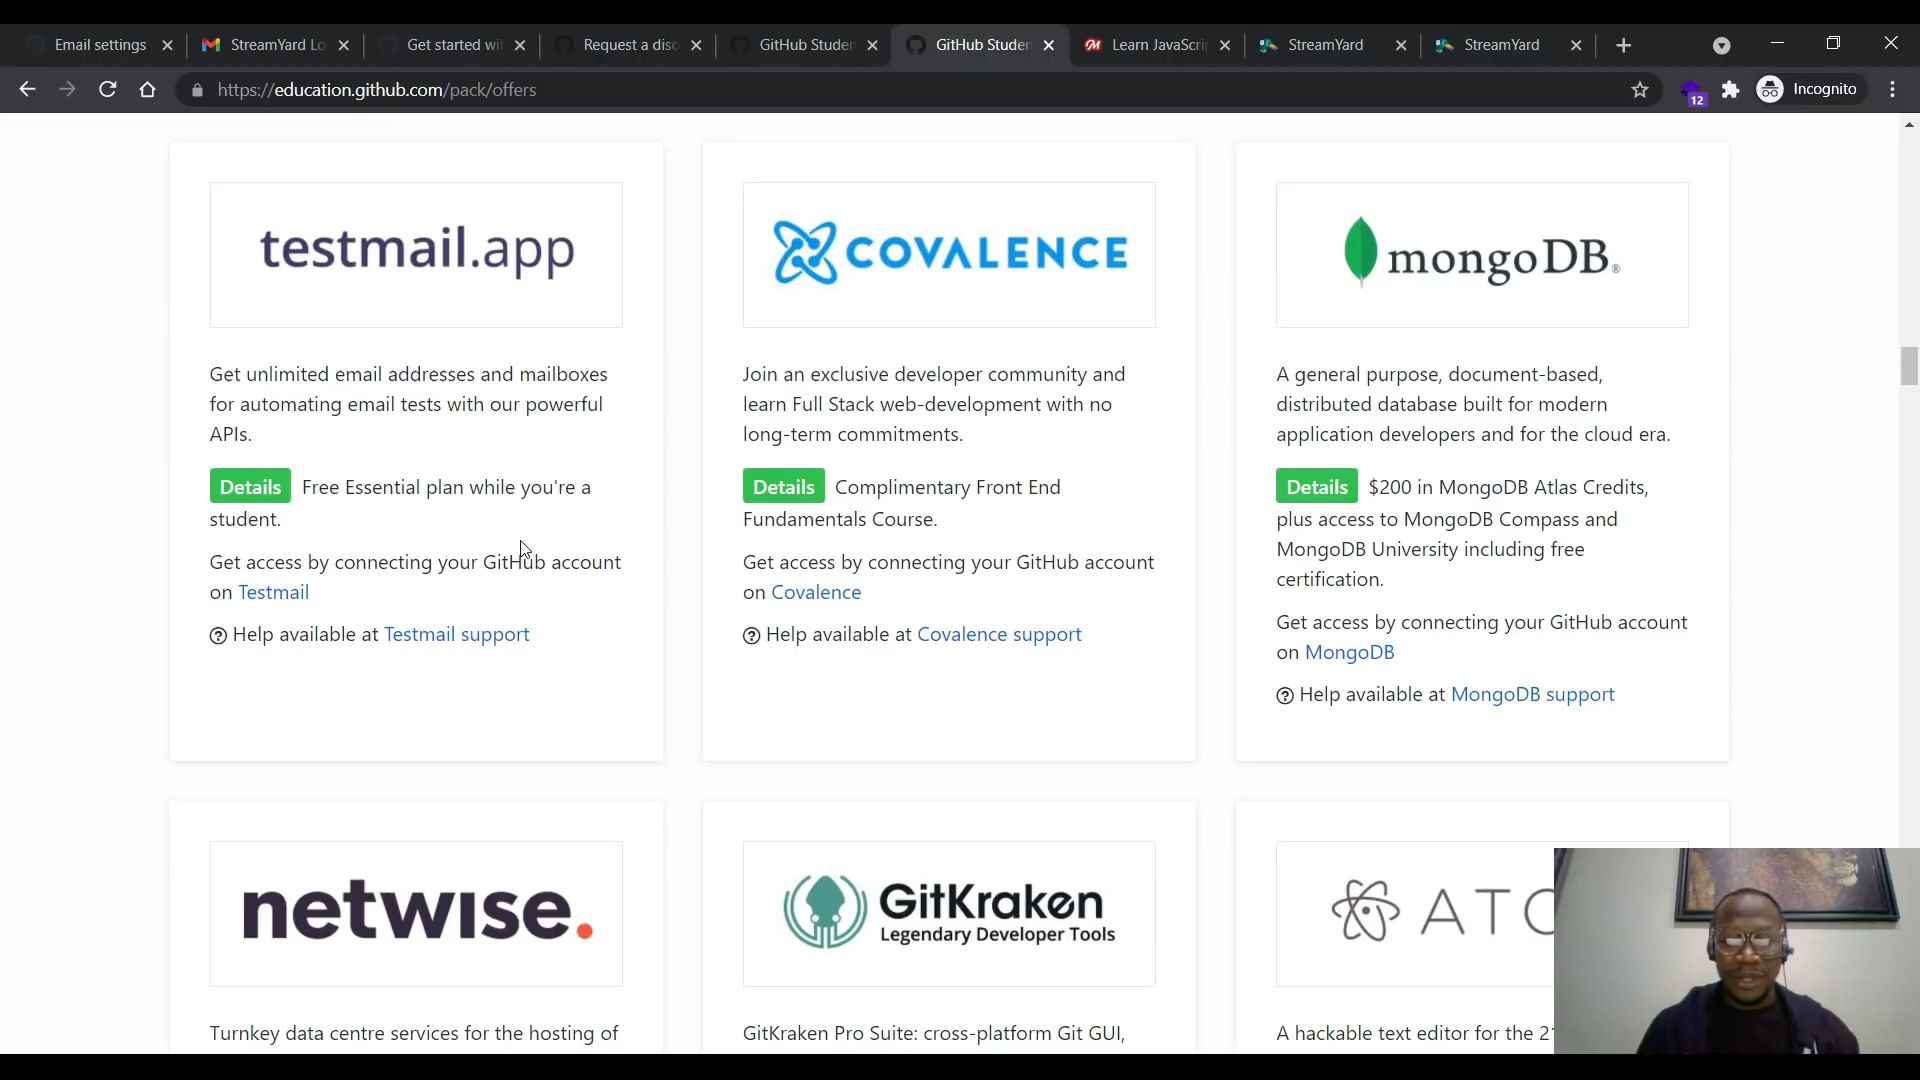 Email settings
StreamYard Lo
Get started wi
Request a disc
GitHub Studen
GitHub Studen
Learn JavaScri
StreamYard
StreamYard
https://education.github.com/pack/offers
12
Incognito
testmail.app
Get unlimited email addresses and mailboxes
for automating email tests with our powerful
APIs.
Details Free Essential plan while you're a
student.
Get access by connecting your GitHub account
on Testmail
Help available at Testmail support
COVALENCE
Join an exclusive developer community and
learn Full Stack web-development with no
long-term commitments.
Details Complimentary Front End
Fundamentals Course.
Get access by connecting your GitHub account
on Covalence
Help available at Covalence support
mongoDB®
A general purpose, document-based,
distributed database built for modern
application developers and for the cloud era.
Details $200 in MongoDB Atlas Credits,
plus access to MongoDB Compass and
MongoDB University including free
certification.
Get access by connecting your GitHub account
on MongoDB
Help available at MongoDB support
netwise.
Turnkey data centre services for the hosting of
GitKraken
Legendary Developer Tools
GitKraken Pro Suite: cross-platform Git GUI,
ATO
A hackable text editor for the 2